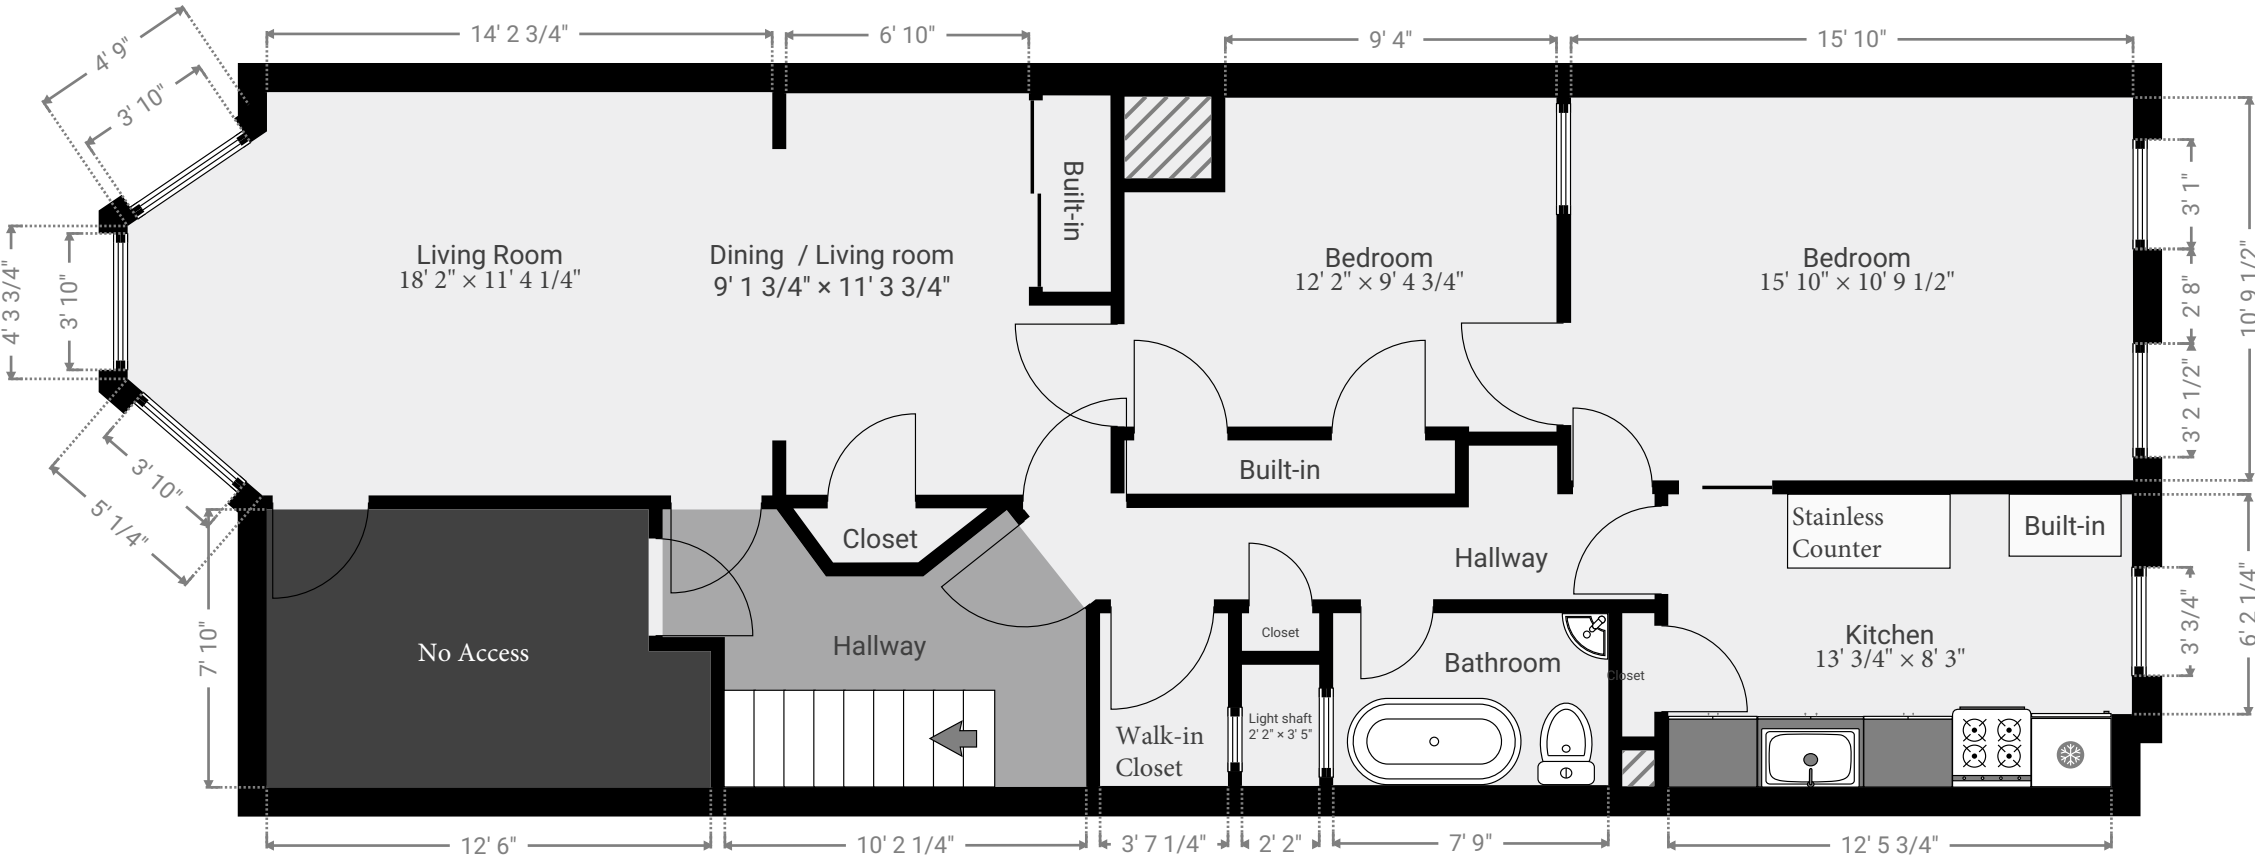 14' 2 3/4"
6' 10"
9' 4"
15' 10"
4' 9"
3' 10"
Built-in
3' 1"
Living Room
18' 2" × 11' 4 1/4"
Dining / Living room
9' 1 3/4" × 11' 3 3/4"
Bedroom
12' 2" × 9' 4 3/4"
Bedroom
15' 10" × 10' 9 1/2"
4' 3 3/4"
3' 10"
2' 8"
10' 9 1/2"
3' 2 1/2"
3' 10"
5' 1/4"
Built-in
Closet
Hallway
Stainless
Counter
Built-in
7' 10"
No Access
Hallway
Closet
Bathroom
Closet
Kitchen
13' 3/4" × 8' 3"
3' 3/4"
6' 2 1/4"
Walk-in
Closet
Light shaft
2' 2" × 3' 5"
12' 6"
10' 2 1/4"
3' 7 1/4"
2' 2"
7' 9"
12' 5 3/4"